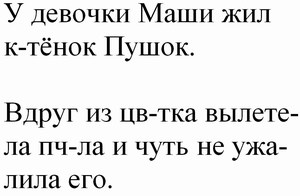 У девочки Маши жил
к-тёнок Пушок.
Вдруг из цв-тка вылете-
ла пч-ла и чуть не ужа-
лила его.